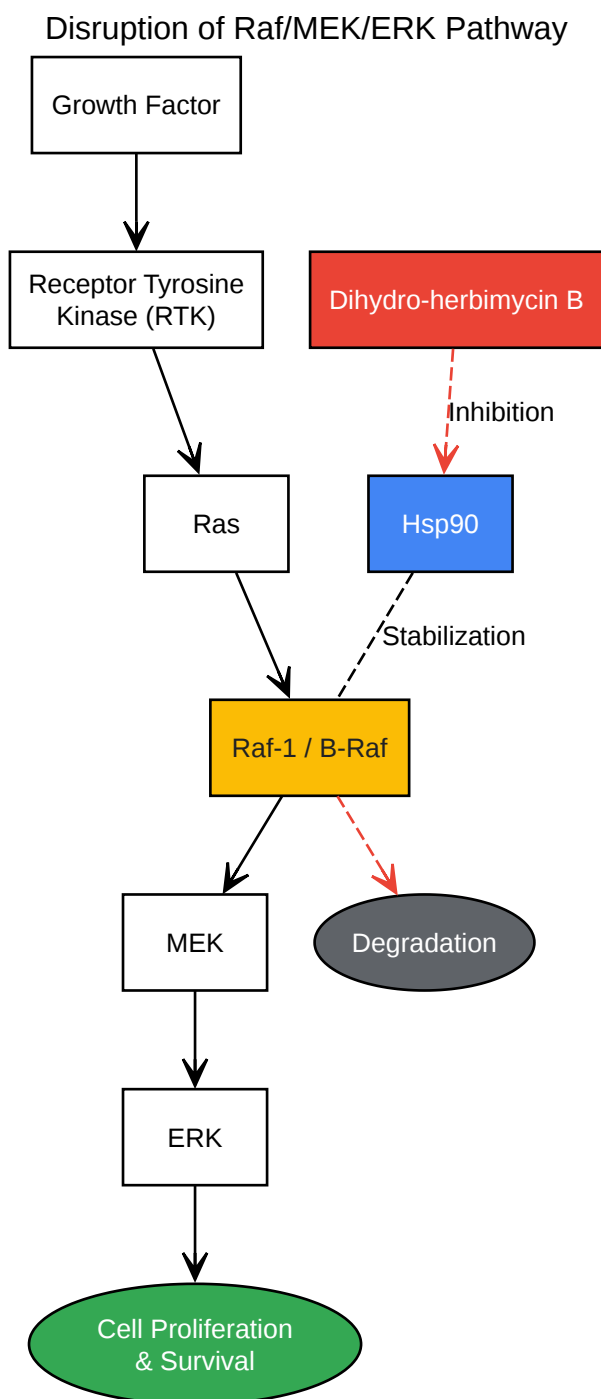 Disruption of Raf/MEK/ERK Pathway
Growth Factor
Receptor Tyrosine
Kinase (RTK)
Dihydro-herbimycin B
Inhibition
Ras
Hsp90
Stabilization
Raf-1 / B-Raf
MEK
Degradation
ERK
Cell Proliferation
& Survival